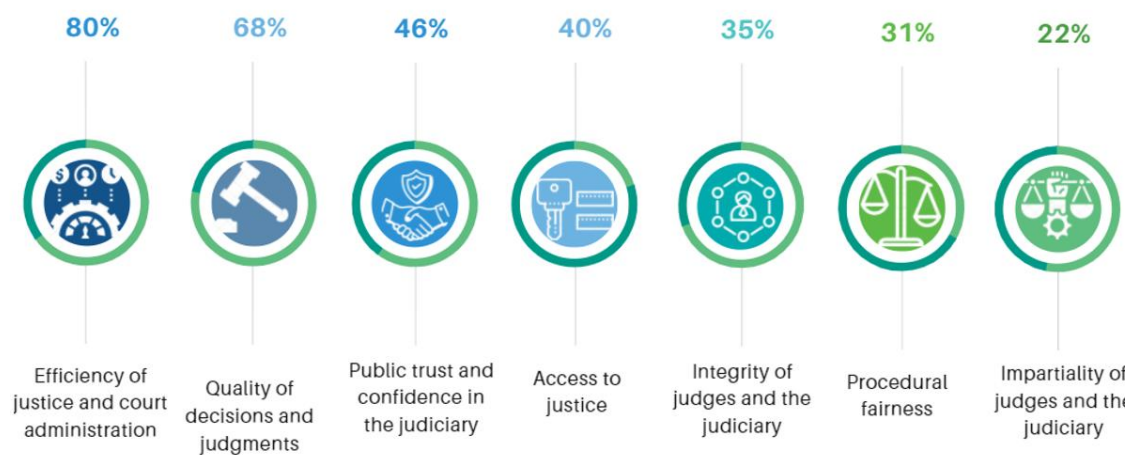 80%
68%
46%
40%
35%
31%
22%
Efficiency of
justice and court
administration
Quality of
decisions and
judgments
Public trust and
confidence in
the judiciary
Access to
justice
Integrity of
judges and the
judiciary
Procedural
fairness
Impartiality of
judges and the
judiciary